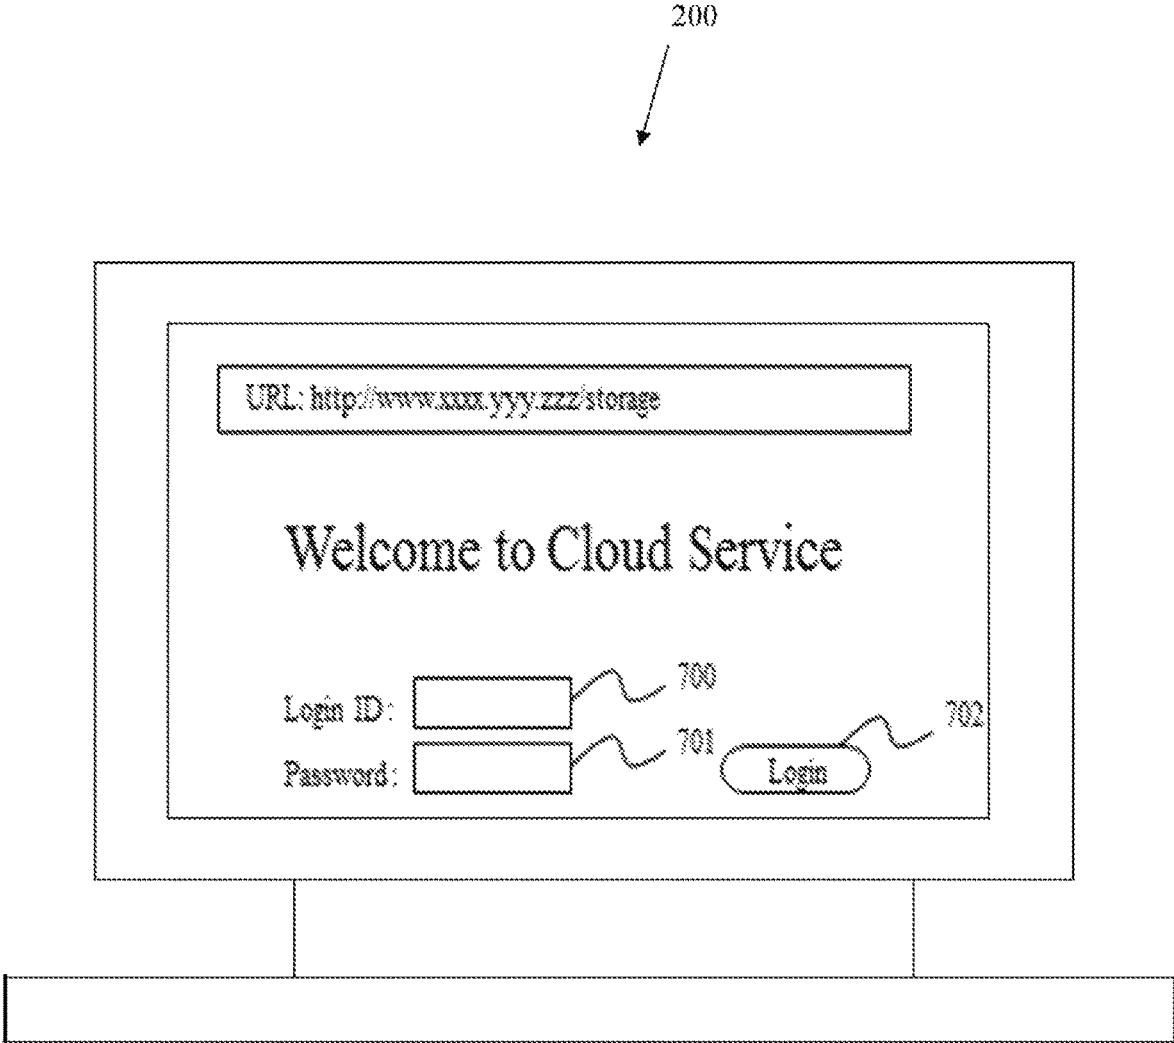 200
URL: http://www.xxxx.yyy.zzz/storage
Welcome to Cloud Service
Login ID: 700
Password: 701
Login 702